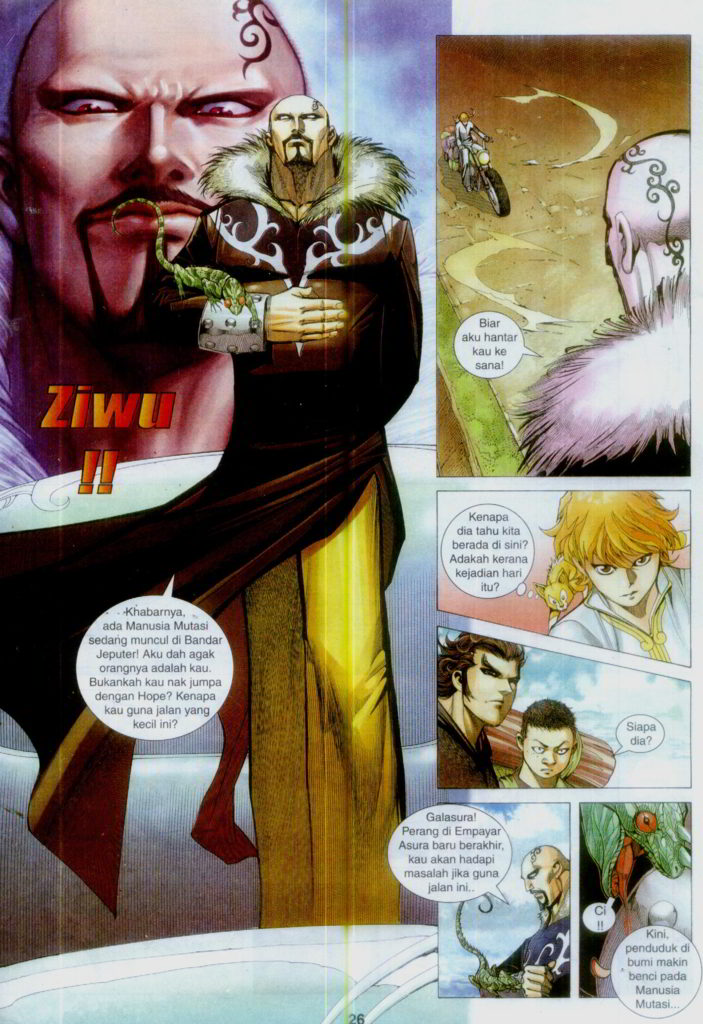 Ziwu
!!
Khabarnya,
ada Manusia Mutasi
sedang muncul di Bandar
Jeputer! Aku dah agak
orangnya adalah kau.
Bukankah kau nak jumpa
dengan Hope? Kenapa
kau guna jalan yang
kecil ini?
Biar
aku hantar
kau ke
sana!
Kenapa
dia tahu kita
berada di sini?
Adakah kerana
kejadian hari
itu?
Siapa
dia?
Galasura!
Perang di Empayar
Asura baru berakhir,
kau akan hadapi
masalah jika guna
jalan ini..
Ci
!!
Kini,
penduduk di
bumi makin
benci pada
Manusia
Mutasi...
26